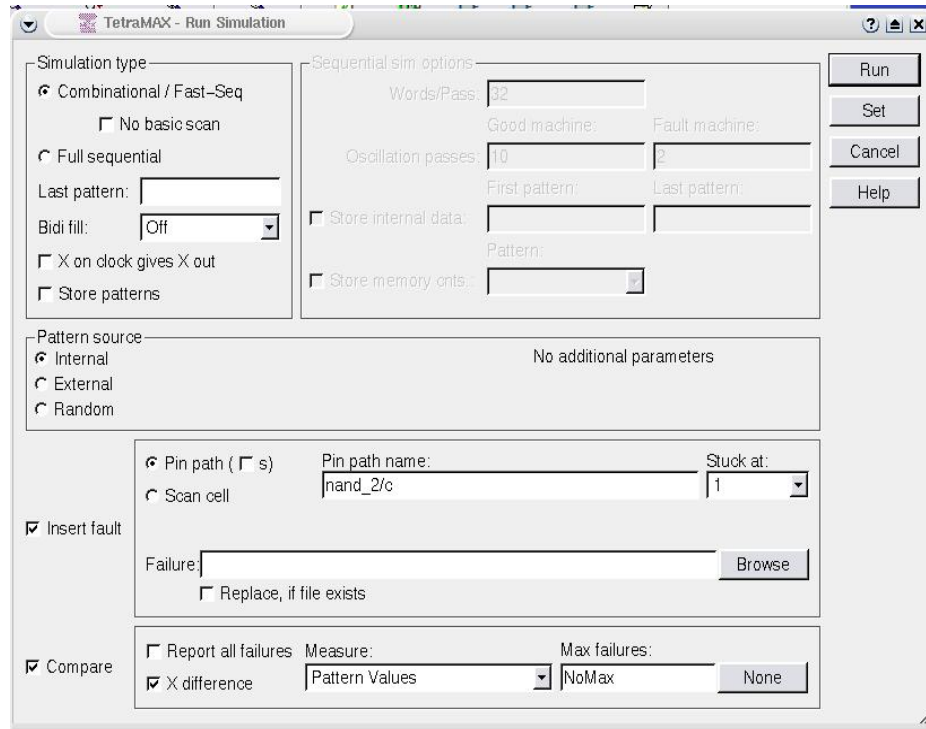 TetraMAX - Run Simulation
Simulation type
Combinational / Fast-Seq
No basic scan
Full sequential
Last pattern:
Bidi fill: Off
X on clock gives X out
Store patterns
Sequential sim options
Words/Pass: 32
Good machine: Fault machine:
Oscillation passes: 10 2
First pattern: Last pattern:
Store internal data:
Pattern:
Store memory cnts.:
Run
Set
Cancel
Help
Pattern source
Internal
No additional parameters
External
Random
Insert fault
Pin path ( s)
Scan cell
Pin path name: Stuck at:
nand_2/c 1
Failure: Browse
Replace, if file exists
Compare
Report all failures Measure: Max failures:
X difference Pattern Values NoMax None